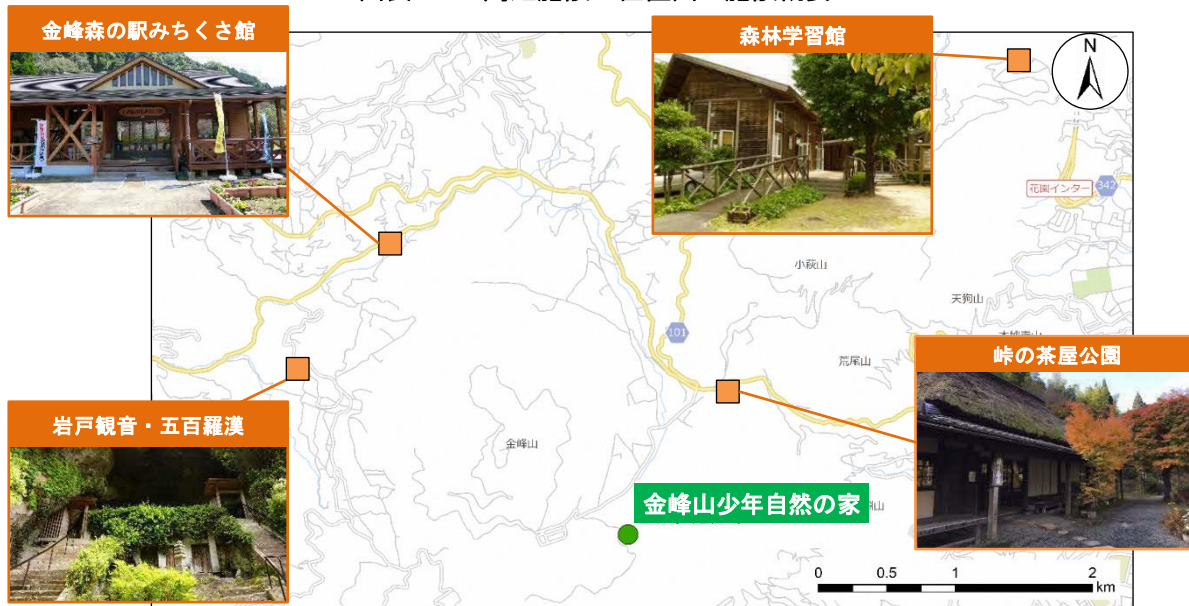 金峰森の駅みちくさ館
森林学習館
N
花園インター
342
小萩山
天狗山
101
荒尾山
峠の茶屋公園
岩戸観音・五百羅漢
金峰山
金峰山少年自然の家
0 0.5 1 2
km